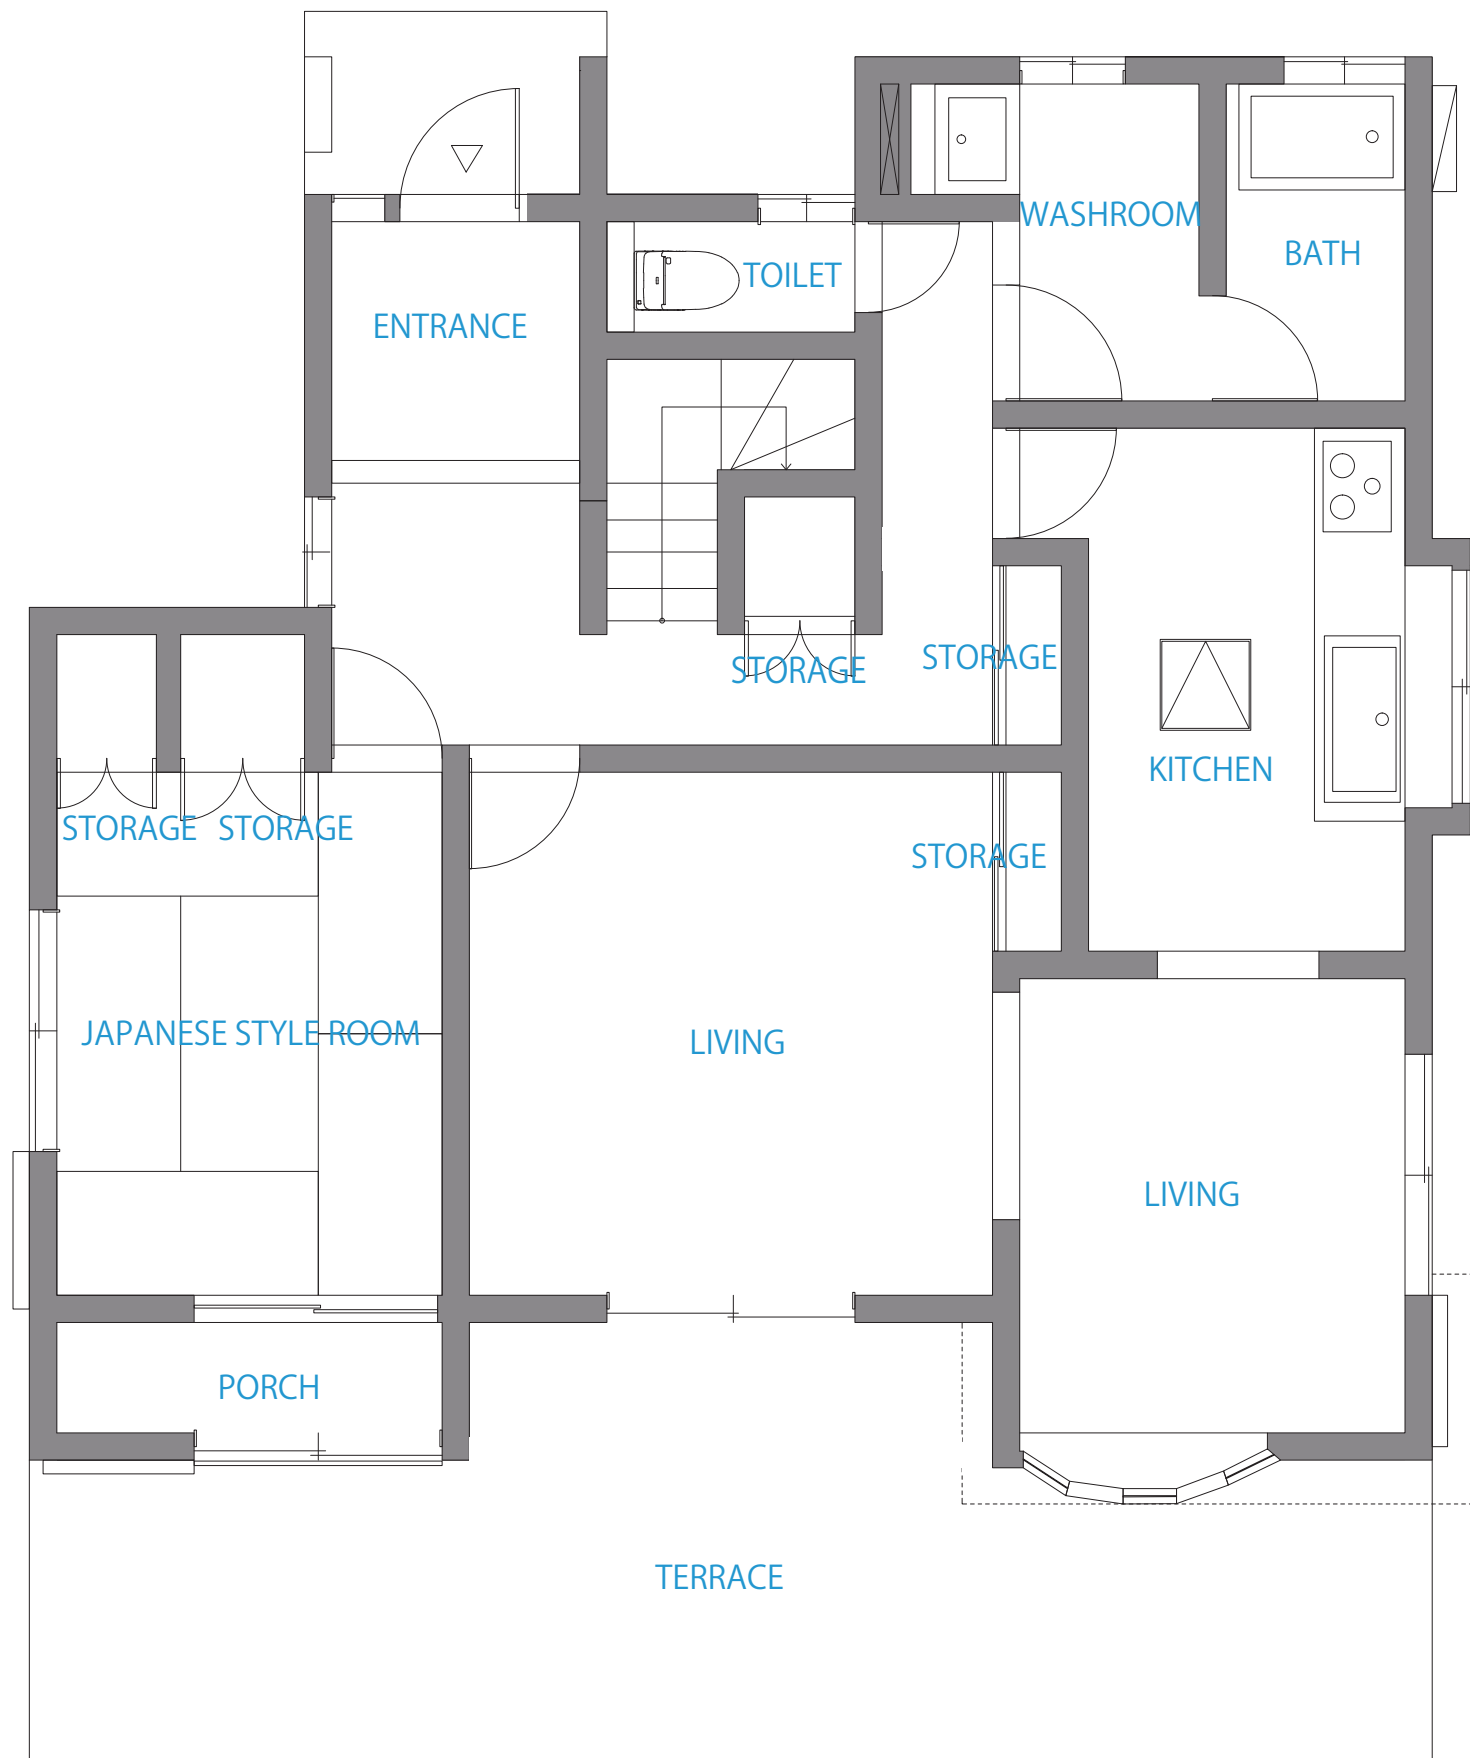 WASHROOM
BATH
TOILET
ENTRANCE
STORAGE
STORAGE
KITCHEN
STORAGE
STORAGE
STORAGE
JAPANESE STYLE ROOM
LIVING
LIVING
PORCH
TERRACE